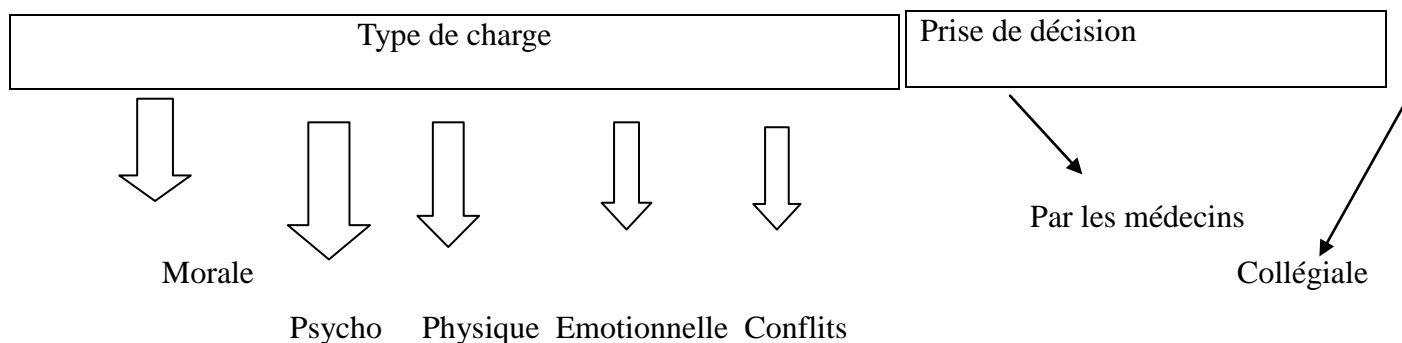 Type de charge
Prise de décision
Par les médecins
Morale
Collégiale
Psycho Physique Emotionnelle Conflits